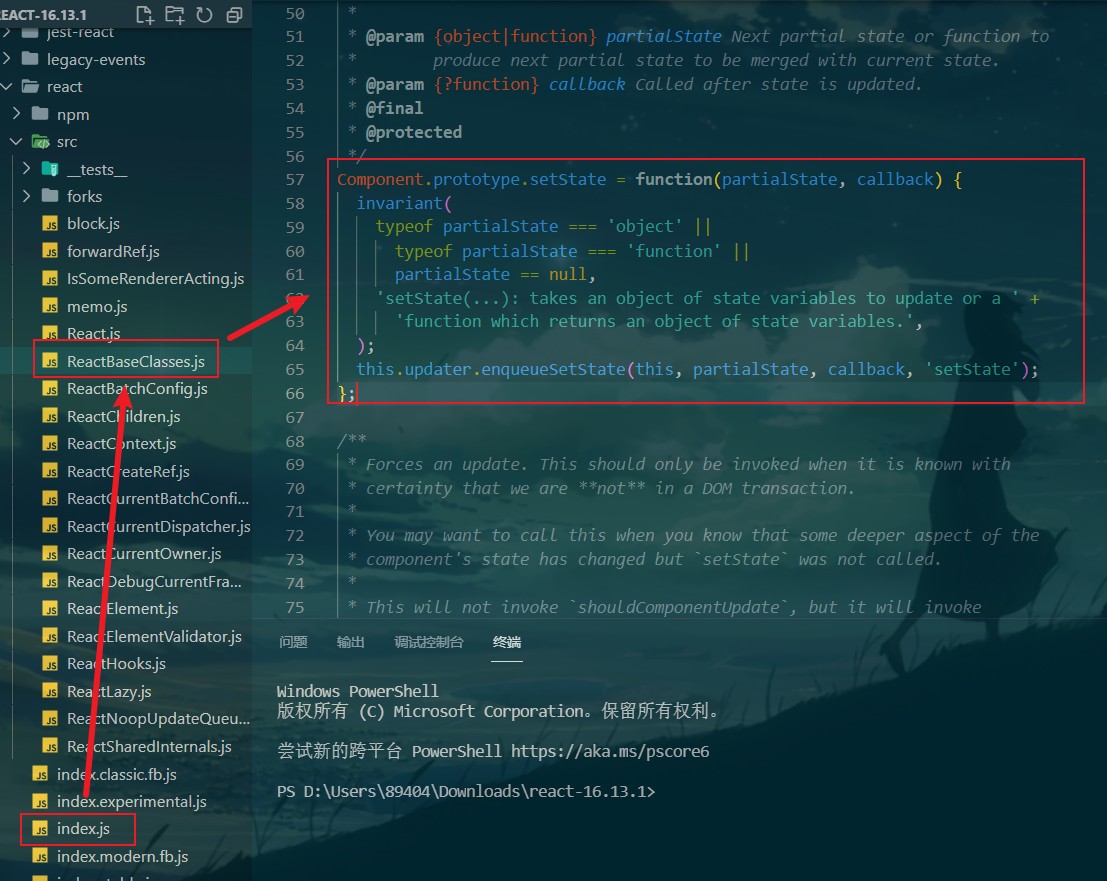 REACT-16.13.1
jest-react
legacy-events
react
npm
src
__tests__
forks
block.js
forwardRef.js
IsSomeRendererActing.js
memo.js
React.js
ReactBaseClasses.js
ReactBatchConfig.js
ReactChildren.js
ReactContext.js
ReactCreateRef.js
ReactCurrentBatchConfi...
ReactCurrentDispatcher.js
ReactCurrentOwner.js
ReactDebugCurrentFra...
ReactElement.js
ReactElementValidator.js
ReactHooks.js
ReactLazy.js
ReactNoopUpdateQueu...
ReactSharedInternals.js
index.classic.fb.js
index.experimental.js
index.js
index.modern.fb.js
50 *
51 * @param {object|function} partialState Next partial state or function to
52 * produce next partial state to be merged with current state.
53 * @param {?function} callback Called after state is updated.
54 * @final
55 * @protected
56 */
57 Component.prototype.setState = function(partialState, callback) {
58 invariant(
59 typeof partialState === 'object' ||
60 typeof partialState === 'function' ||
61 partialState == null,
62 'setState(...): takes an object of state variables to update or a ' +
63 'function which returns an object of state variables.',
64 );
65 this.updater.enqueueSetState(this, partialState, callback, 'setState');
66 };
67
68 /**
69 * Forces an update. This should only be invoked when it is known with
70 * certainty that we are **not** in a DOM transaction.
71 *
72 * You may want to call this when you know that some deeper aspect of the
73 * component's state has changed but `setState` was not called.
74 *
75 * This will not invoke `shouldComponentUpdate`, but it will invoke
问题 输出 调试控制台 终端
Windows PowerShell
版权所有 (C) Microsoft Corporation。保留所有权利。
尝试新的跨平台 PowerShell https://aka.ms/pscore6
PS D:\Users\89404\Downloads\react-16.13.1>